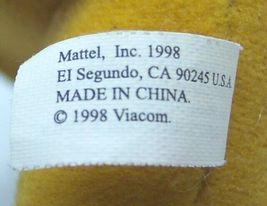 Mattel, Inc. 1998
El Segundo, CA 90245 U.S.A
MADE IN CHINA.
© 1998 Viacom.